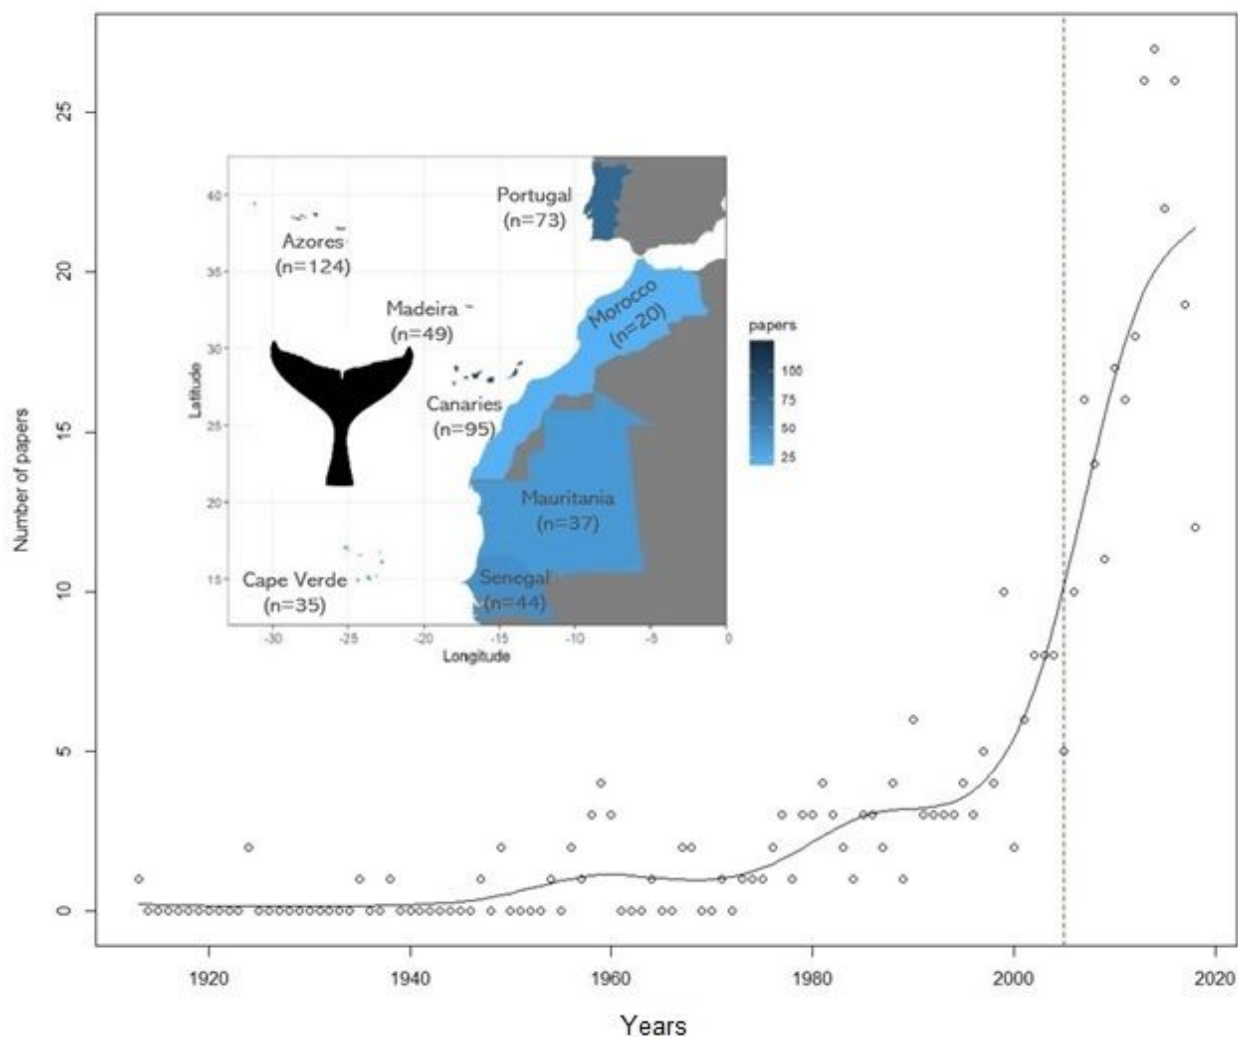 25
20
15
10
5
0
Number of papers
1920
1940
1960
1980
2000
2020
Years
40
35
30
25
20
15
Latitude
-30
-25
-20
-15
-10
-5
0
Longitude
Portugal
(n=73)
Azores
(n=124)
Madeira
(n=49)
Morocco
(n=20)
Canaries
(n=95)
Mauritania
(n=37)
Cape Verde
(n=35)
Senegal
(n=44)
papers
100
75
50
25